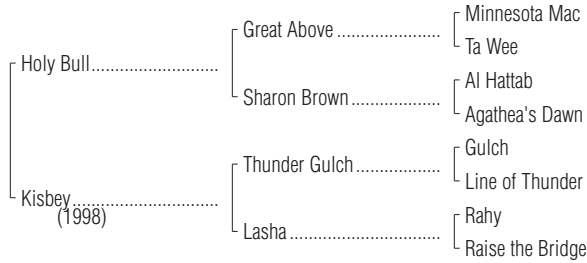 Minnesota Mac
Great Above
Ta Wee
Holy Bull
Al Hattab
Sharon Brown
Agathea's Dawn
Gulch
Thunder Gulch
Line of Thunder
Kisbey
(1998)
Rahy
Lasha
Raise the Bridge